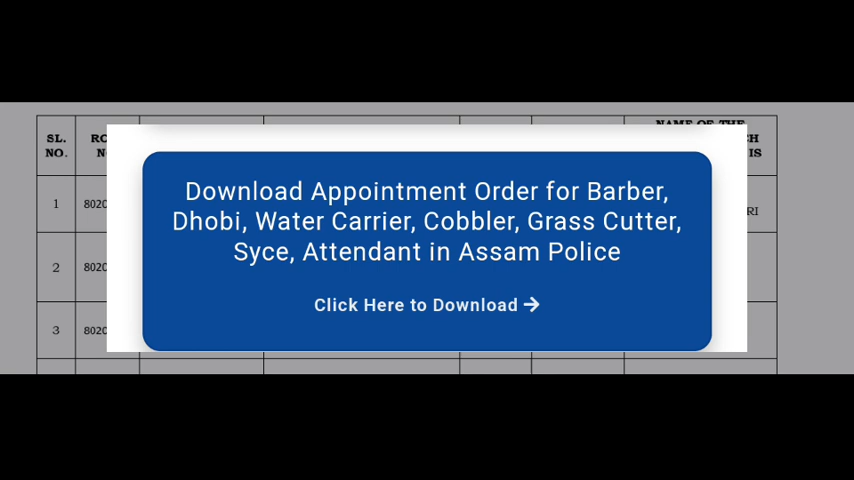 NAME OF THE
SL.
NO.
1
2
3
Download Appointment Order for Barber,
Dhobi, Water Carrier, Cobbler, Grass Cutter,
Syce, Attendant in Assam Police
Click Here to Download →
IS